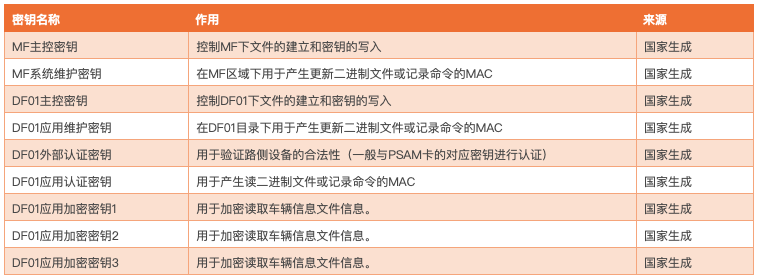 密钥名称 作用 来源
MF主控密钥 控制MF下文件的建立和密钥的写入 国家生成
MF系统维护密钥 在MF区域下用于产生更新二进制文件或记录命令的MAC 国家生成
DF01主控密钥 控制DF01下文件的建立和密钥的写入 国家生成
DF01应用维护密钥 在DF01目录下用于产生更新二进制文件或记录命令的MAC 国家生成
DF01外部认证密钥 用于验证路侧设备的合法性（一般与PSAM卡的对应密钥进行认证） 国家生成
DF01应用认证密钥 用于产生读二进制文件或记录命令的MAC 国家生成
DF01应用加密密钥1 用于加密读取车辆信息文件信息。 国家生成
DF01应用加密密钥2 用于加密读取车辆信息文件信息。 国家生成
DF01应用加密密钥3 用于加密读取车辆信息文件信息。 国家生成